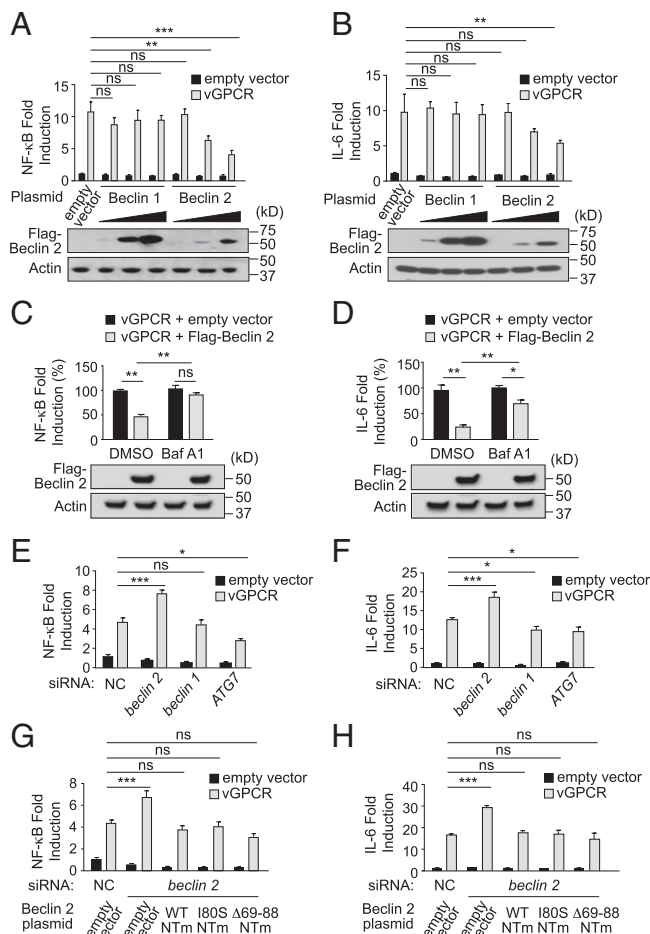 A
***
**
ns
ns
ns
ns
empty vector
vGPCR
NF-κB Fold
Induction
15
10
5
0
Plasmid
empty
vector
Beclin 1
Beclin 2
(kD)
Flag-
Beclin 2
75
50
Actin
50
37
B
**
ns
ns
ns
ns
ns
empty vector
vGPCR
IL-6 Fold
Induction
15
10
5
0
Plasmid
empty
vector
Beclin 1
Beclin 2
(kD)
Flag-
Beclin 2
75
50
Actin
50
37
C
vGPCR + empty vector
vGPCR + Flag-Beclin 2
**
** ns
NF-κB Fold
Induction (%)
150
100
50
0
DMSO Baf A1
(kD)
Flag-
Beclin 2
50
Actin
50
37
D
vGPCR + empty vector
vGPCR + Flag-Beclin 2
**
** *
IL-6 Fold
Induction (%)
150
100
50
0
DMSO Baf A1
(kD)
Flag-
Beclin 2
50
Actin
50
37
E
*
ns
***
empty vector
vGPCR
NF-κB Fold
Induction
10
8
6
4
2
0
siRNA: NC beclin 2 beclin 1 ATG7
F
*
*
***
empty vector
vGPCR
IL-6 Fold
Induction
25
20
15
10
5
0
siRNA: NC beclin 2 beclin 1 ATG7
G
ns
ns
ns
***
empty vector
vGPCR
NF-κB Fold
Induction
8
6
4
2
0
siRNA: NC beclin 2
Beclin 2
plasmid
empty
vector
empty
vector
WT I80S Δ69-88
NTm NTm NTm
H
ns
ns
ns
***
empty vector
vGPCR
IL-6 Fold
Induction
40
30
20
10
0
siRNA: NC beclin 2
Beclin 2
plasmid
empty
vector
empty
vector
WT I80S Δ69-88
NTm NTm NTm